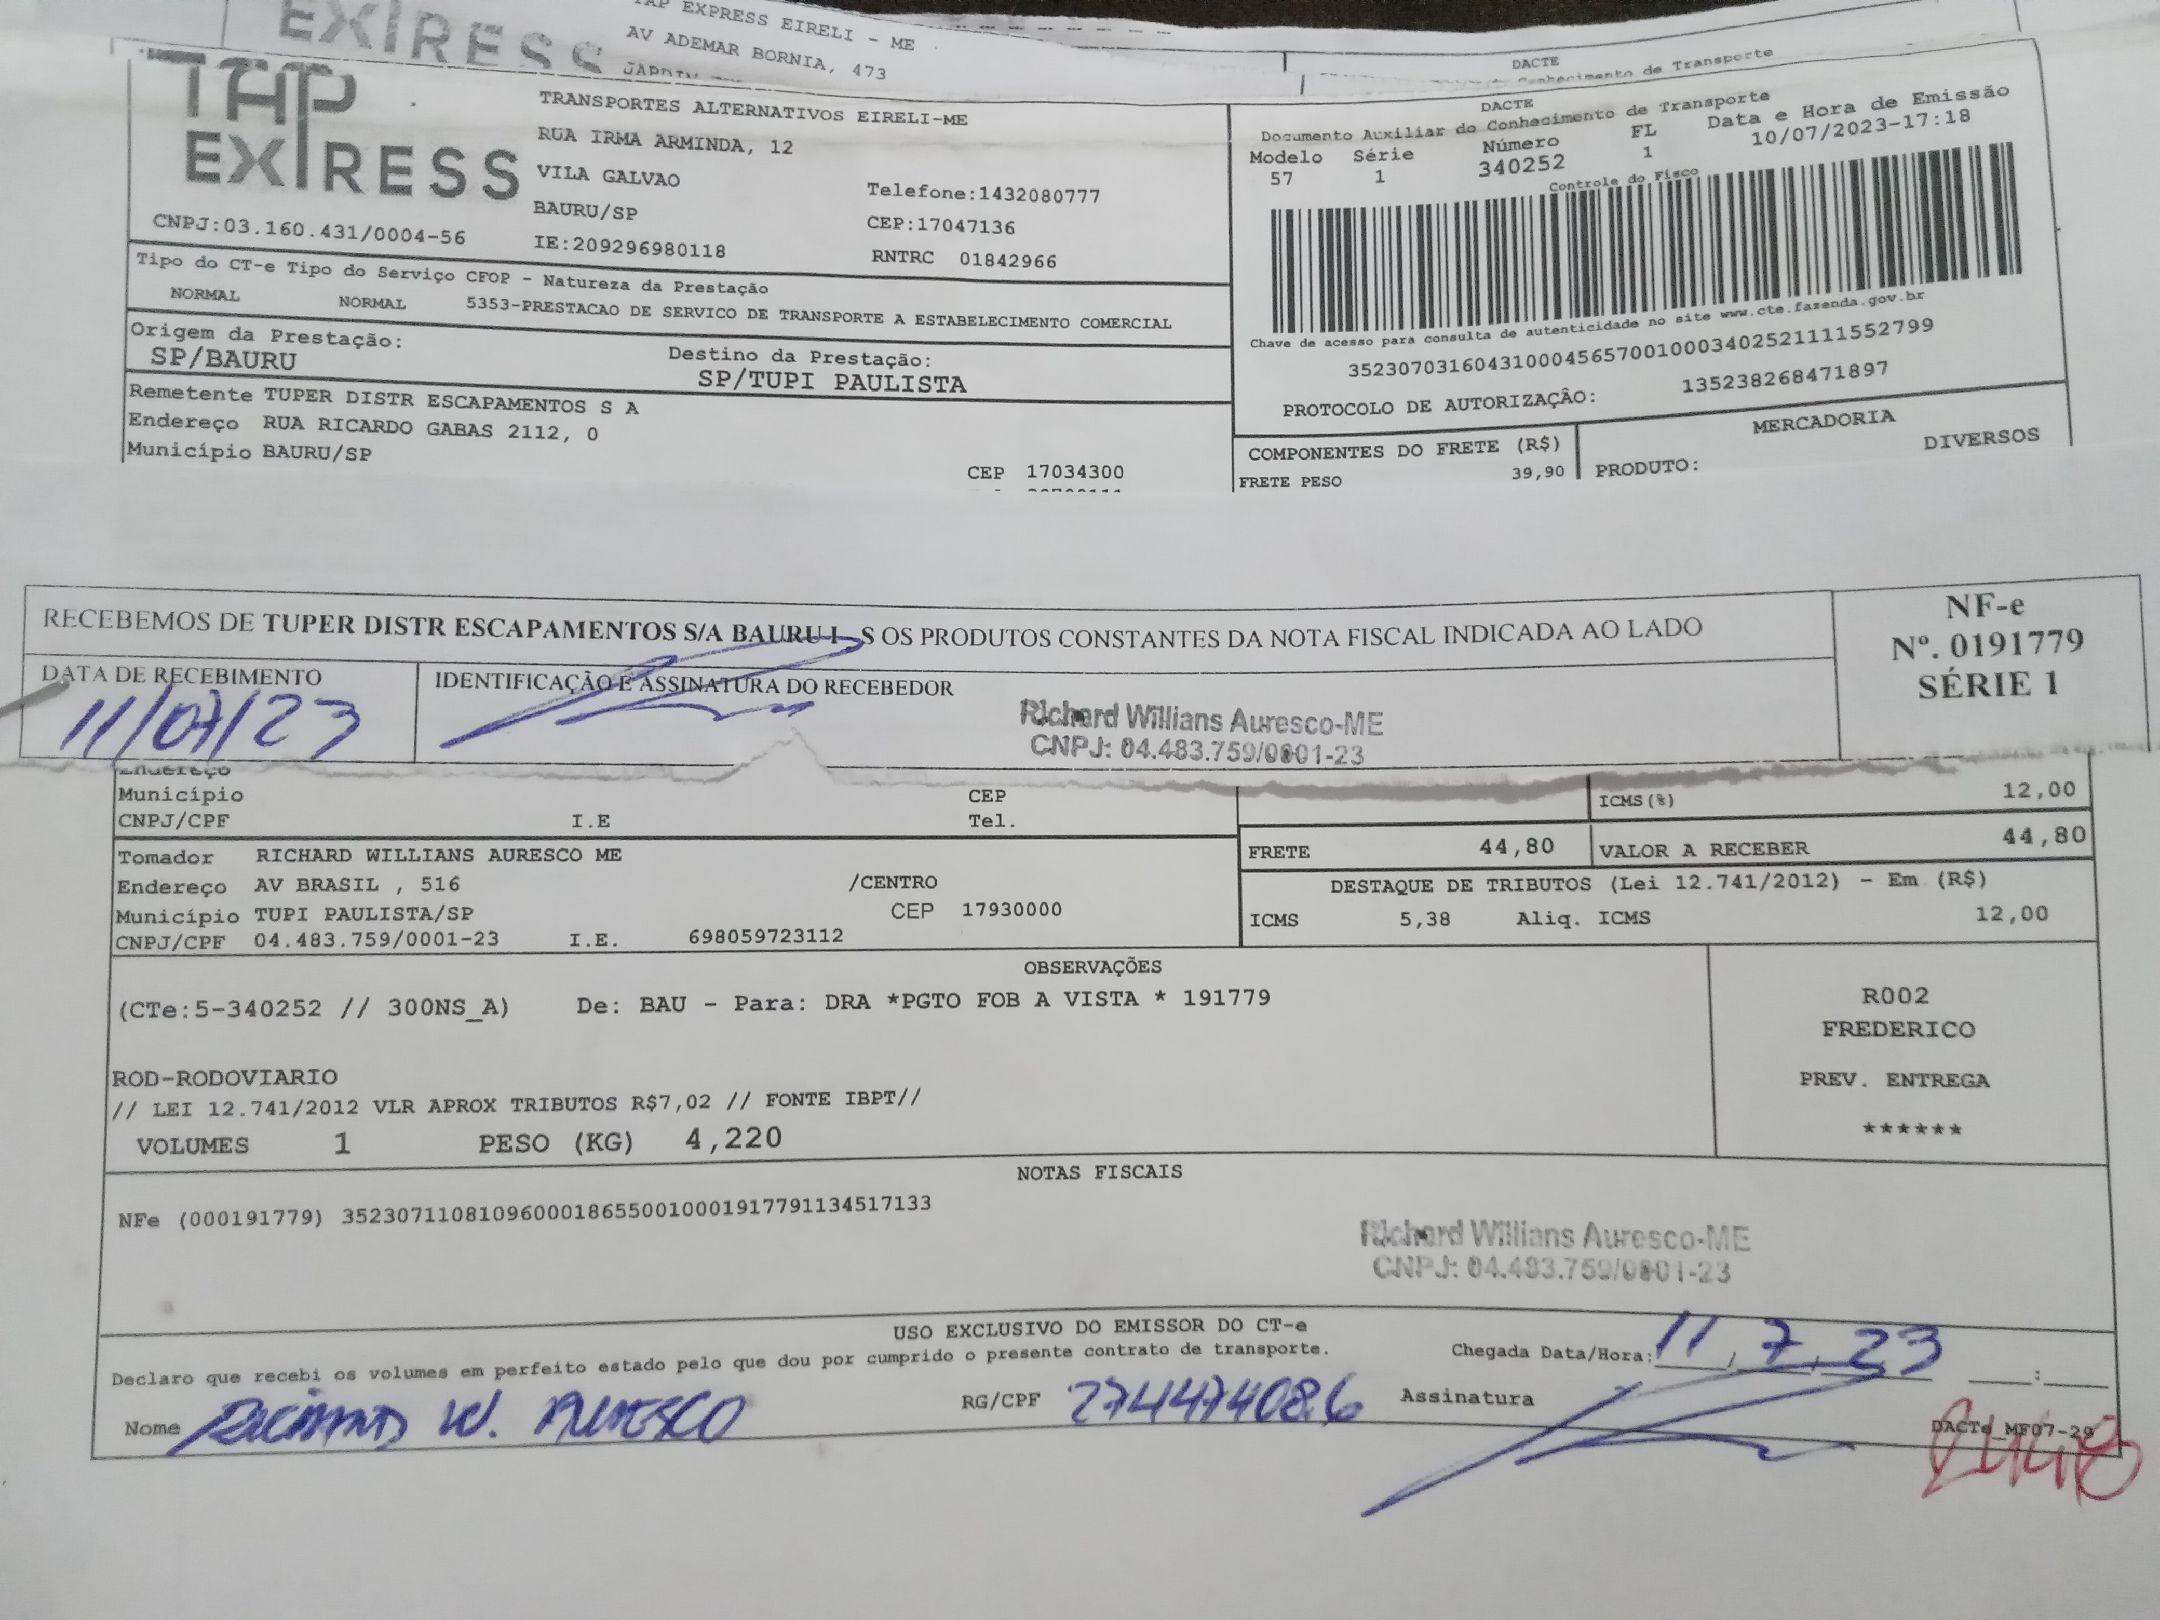 TAP EXPRESS EIRELI - ME
AV ADEMAR BORNIA, 473
EXPRESS
DACTE
Conhecimento de Transporte
TAP EXPRESS
TRANSPORTES ALTERNATIVOS EIRELI-ME
RUA IRMA ARMINDA, 12
VILA GALVAO
Telefone:1432080777
BAURU/SP
CEP:17047136
CNPJ:03.160.431/0004-56
IE:209296980118
RNTRC 01842966
DACTE
Documento Auxiliar do Conhecimento de Transporte
Modelo Série Número FL Data e Hora de Emissão
57 1 340252 1 10/07/2023-17:18
Controle do Fisco
Chave de acesso para consulta de autenticidade no site www.cte.fazenda.gov.br
35230703160431000456570010003402521111552799
PROTOCOLO DE AUTORIZAÇÃO: 135238268471897
Tipo do CT-e Tipo do Serviço CFOP - Natureza da Prestação
NORMAL NORMAL 5353-PRESTACAO DE SERVICO DE TRANSPORTE A ESTABELECIMENTO COMERCIAL
Origem da Prestação: Destino da Prestação:
SP/BAURU SP/TUPI PAULISTA
Remetente TUPER DISTR ESCAPAMENTOS S A
Endereço RUA RICARDO GABAS 2112, 0
Município BAURU/SP CEP 17034300
COMPONENTES DO FRETE (R$) MERCADORIA
FRETE PESO 39,90 PRODUTO: DIVERSOS
RECEBEMOS DE TUPER DISTR ESCAPAMENTOS S/A BAURU I - S OS PRODUTOS CONSTANTES DA NOTA FISCAL INDICADA AO LADO
NF-e
Nº. 0191779
SÉRIE 1
DATA DE RECEBIMENTO IDENTIFICAÇÃO E ASSINATURA DO RECEBEDOR
11/07/23
Richard Willians Auresco-ME
CNPJ: 04.483.759/0001-23
Endereço
Município CEP
CNPJ/CPF I.E Tel.
ICMS(%) 12,00
FRETE 44,80 VALOR A RECEBER 44,80
Tomador RICHARD WILLIANS AURESCO ME
Endereço AV BRASIL , 516 /CENTRO
Município TUPI PAULISTA/SP CEP 17930000
CNPJ/CPF 04.483.759/0001-23 I.E. 698059723112
DESTAQUE DE TRIBUTOS (Lei 12.741/2012) - Em (R$)
ICMS 5,38 Aliq. ICMS 12,00
OBSERVAÇÕES
(CTe:5-340252 // 300NS_A) De: BAU - Para: DRA *PGTO FOB A VISTA * 191779
ROD-RODOVIARIO
// LEI 12.741/2012 VLR APROX TRIBUTOS R$7,02 // FONTE IBPT//
VOLUMES 1 PESO (KG) 4,220
R002
FREDERICO
PREV. ENTREGA
******
NOTAS FISCAIS
NFe (000191779) 35230711081096000186550010001917791134517133
Richard Willians Auresco-ME
CNPJ: 04.483.759/0001-23
USO EXCLUSIVO DO EMISSOR DO CT-e
Declaro que recebi os volumes em perfeito estado pelo que dou por cumprido o presente contrato de transporte.
Chegada Data/Hora: 11/7/23 :
Nome Richard W. Auresco RG/CPF 274474086 Assinatura
DACTe_MF07-29